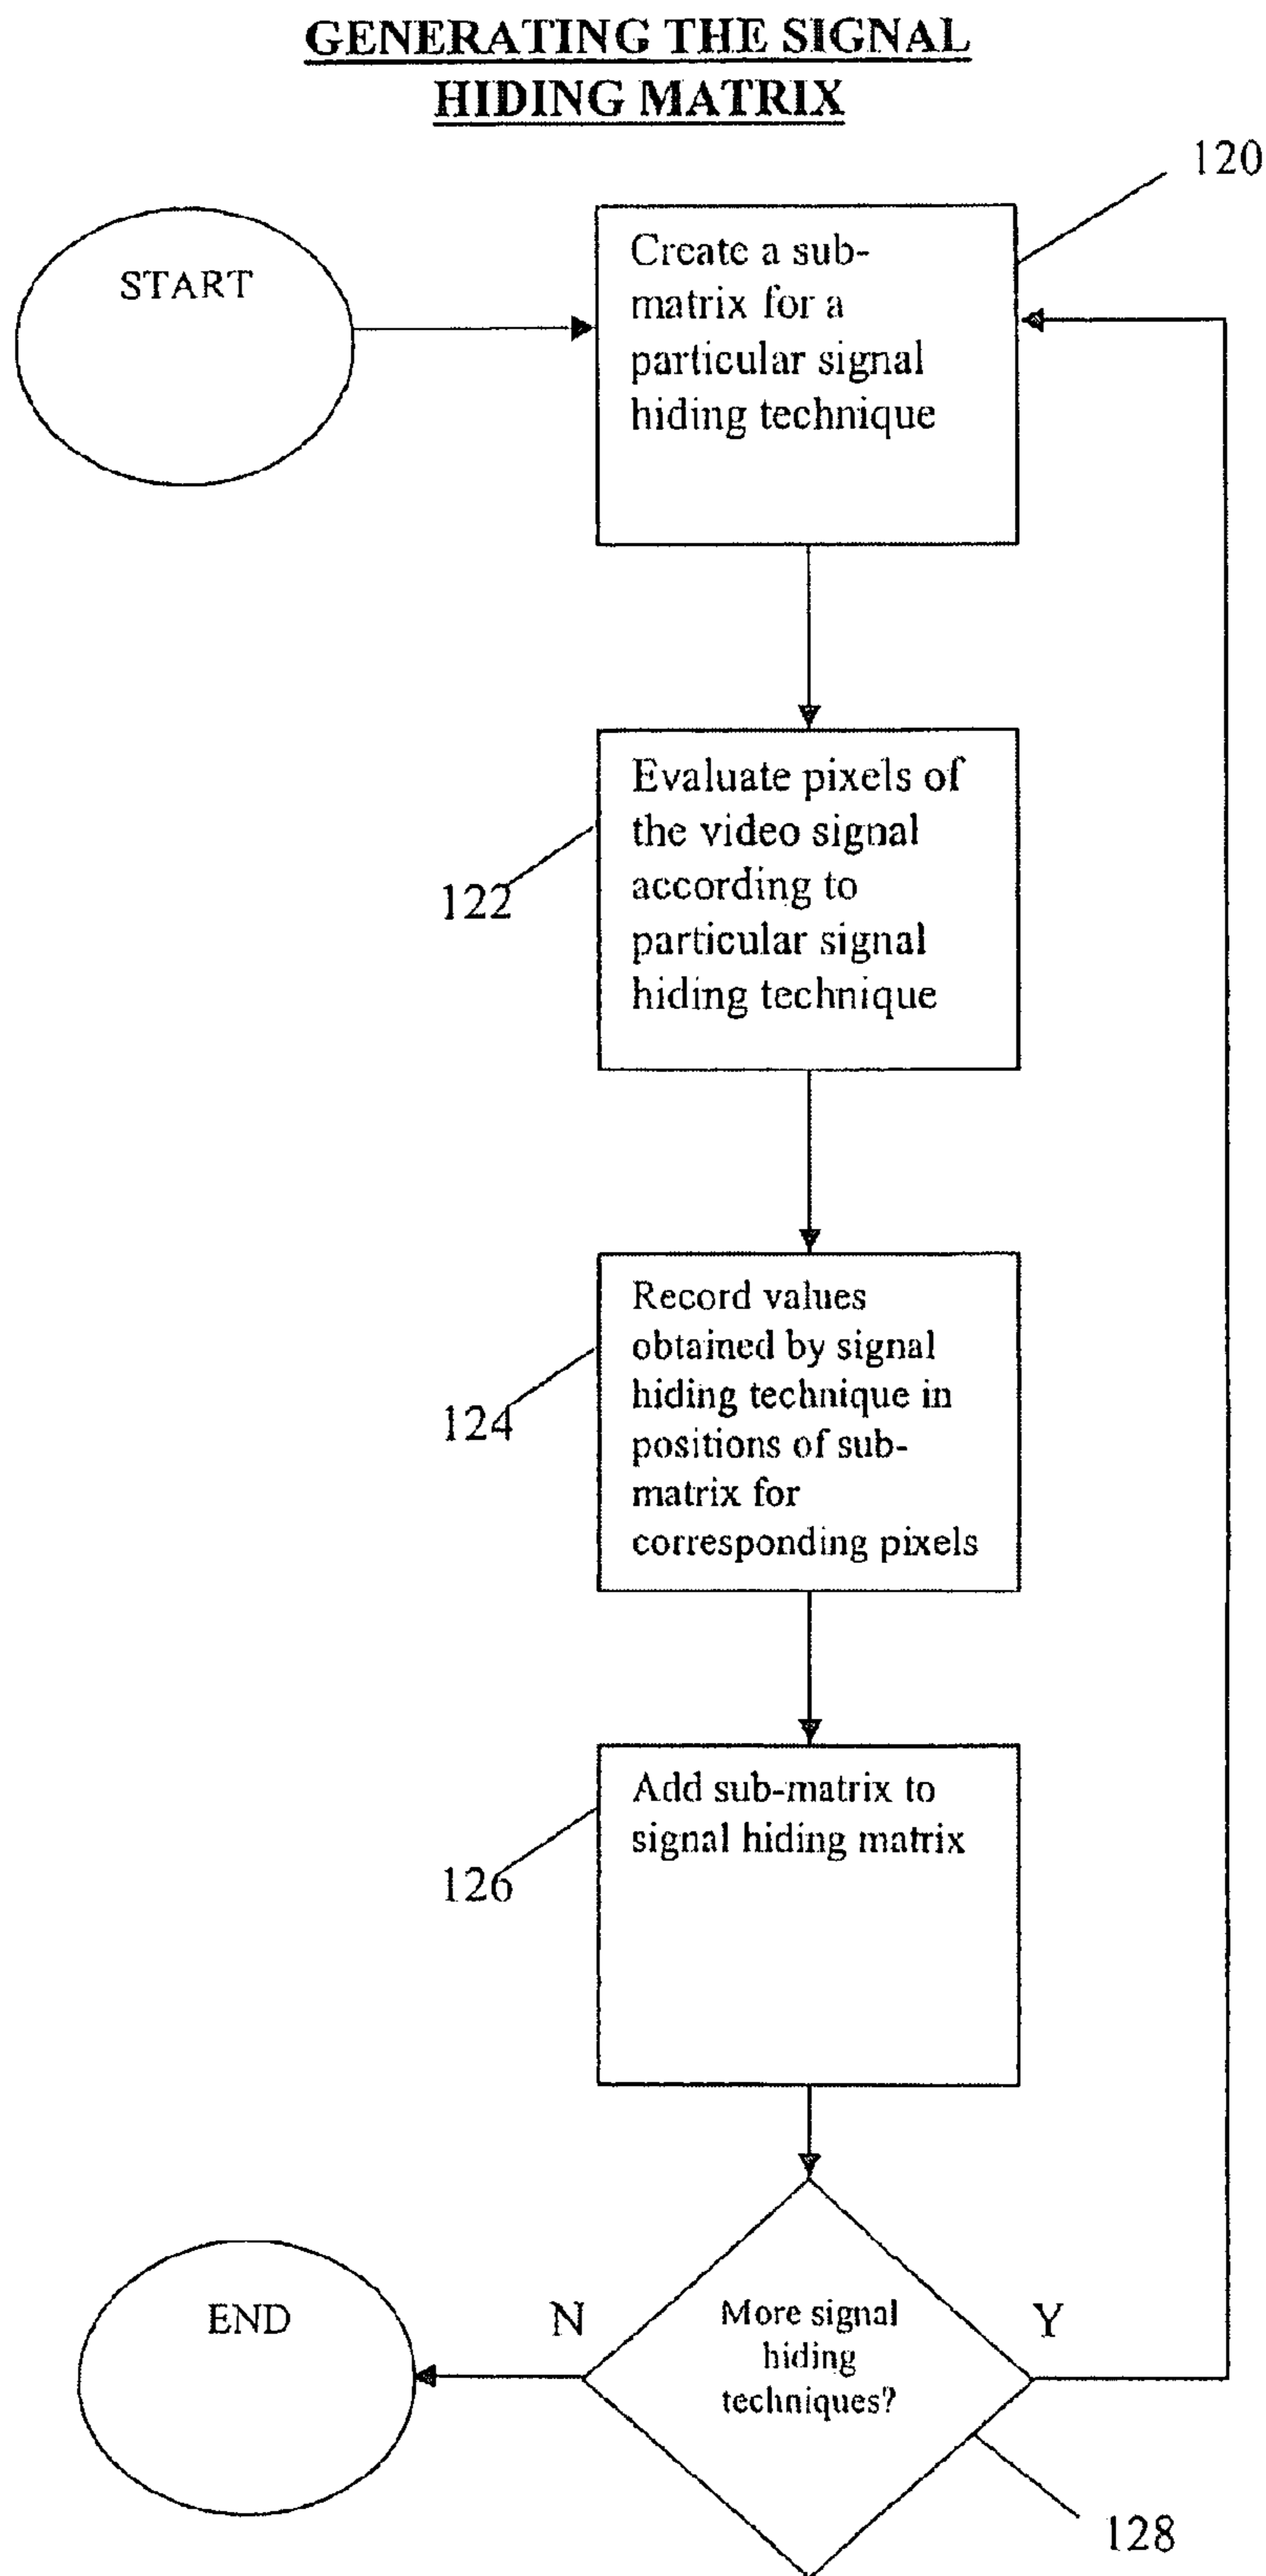 GENERATING THE SIGNAL
HIDING MATRIX
120
START
Create a sub-
matrix for a
particular signal
hiding technique
Evaluate pixels of
the video signal
according to
particular signal
hiding technique
122
Record values
obtained by signal
hiding technique in
positions of sub-
matrix for
corresponding pixels
124
Add sub-matrix to
signal hiding matrix
126
END
N
More signal
hiding
techniques?
Y
128